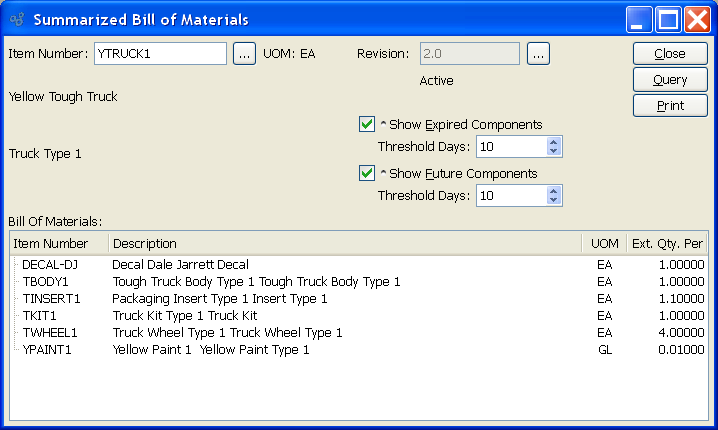 Summarized Bill of Materials
Item Number: YTRUCK1 ... UOM: EA Revision: 2.0 ... Close
Active
Query
Yellow Tough Truck
Print
^ Show Expired Components
Threshold Days: 10
Truck Type 1
^ Show Future Components
Threshold Days: 10
Bill Of Materials:
Item Number Description UOM Ext. Qty. Per
DECAL-DJ Decal Dale Jarrett Decal EA 1.00000
TBODY1 Tough Truck Body Type 1 Tough Truck Body Type 1 EA 1.00000
TINSERT1 Packaging Insert Type 1 Insert Type 1 EA 1.10000
TKIT1 Truck Kit Type 1 Truck Kit EA 1.00000
TWHEEL1 Truck Wheel Type 1 Truck Wheel Type 1 EA 4.00000
YPAINT1 Yellow Paint 1  Yellow Paint Type 1 GL 0.01000